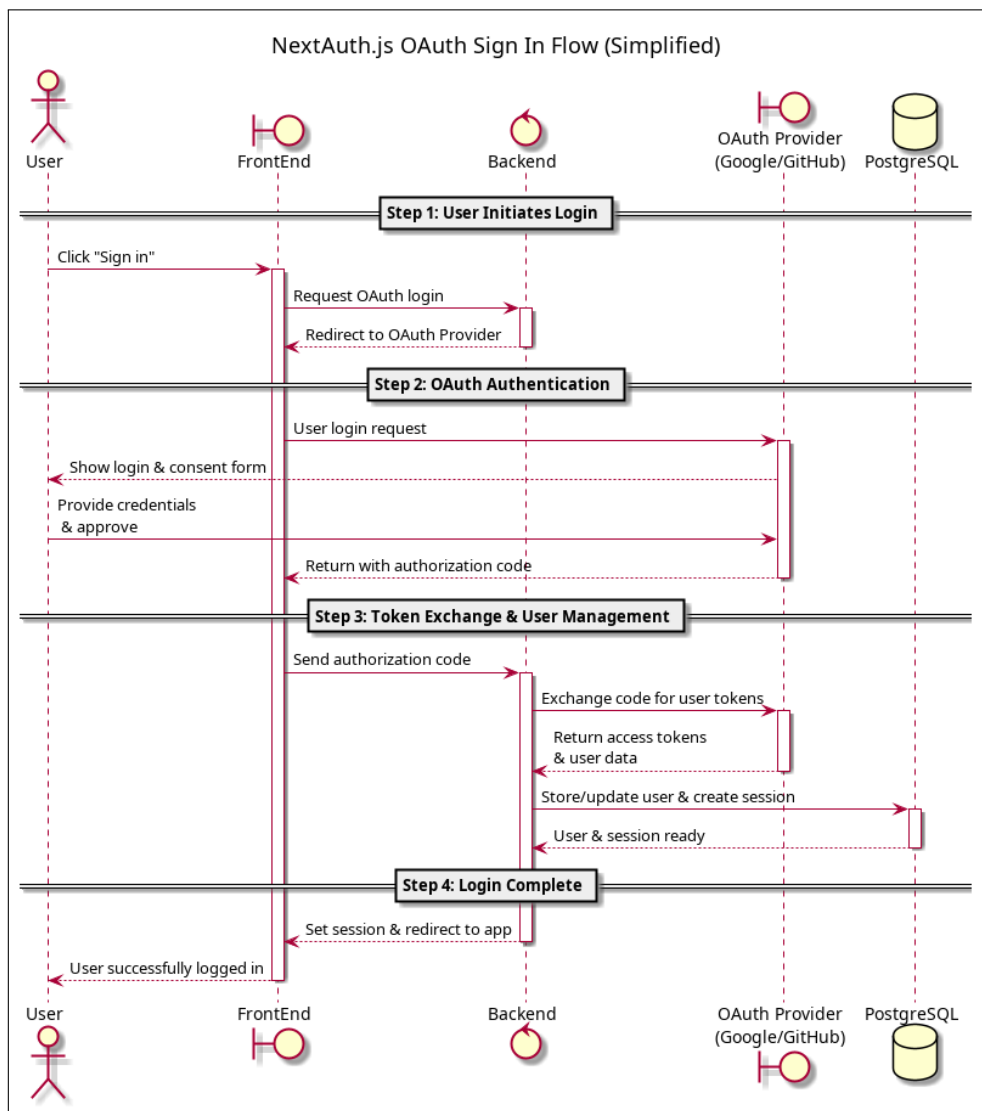 NextAuth.js OAuth Sign In Flow (Simplified)
User
FrontEnd
Backend
OAuth Provider
(Google/GitHub)
PostgreSQL
Step 1: User Initiates Login
Click "Sign in"
Request OAuth login
Redirect to OAuth Provider
Step 2: OAuth Authentication
User login request
Show login & consent form
Provide credentials
& approve
Return with authorization code
Step 3: Token Exchange & User Management
Send authorization code
Exchange code for user tokens
Return access tokens
& user data
Store/update user & create session
User & session ready
Step 4: Login Complete
Set session & redirect to app
User successfully logged in
User
FrontEnd
Backend
OAuth Provider
(Google/GitHub)
PostgreSQL